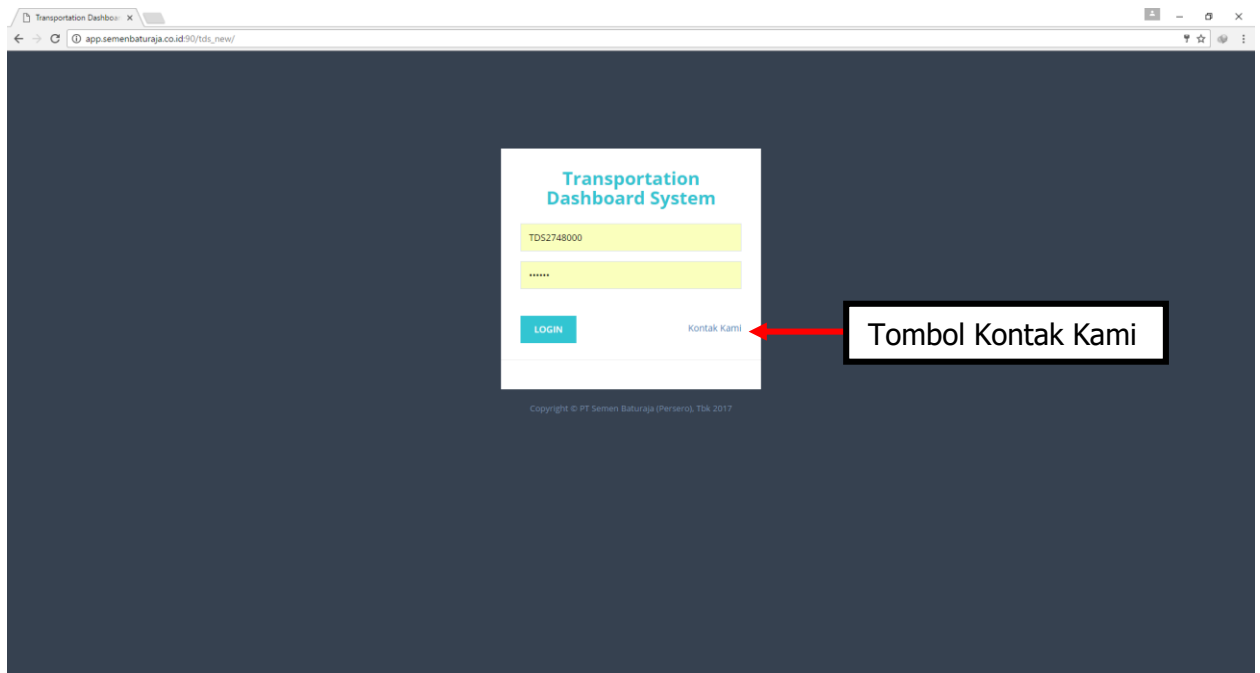 Transportation Dashboar
app.semenbaturaja.co.id:90/tds_new/
Transportation
Dashboard System
TDS2748000
••••••
LOGIN
Kontak Kami
Tombol Kontak Kami
Copyright © PT Semen Baturaja (Persero), Tbk 2017